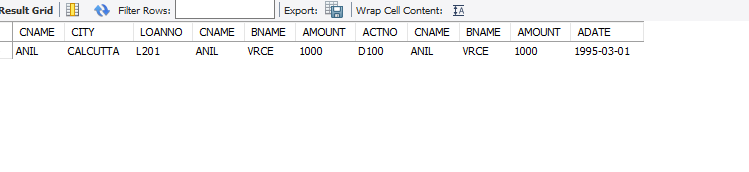 Result Grid Filter Rows: Export: Wrap Cell Content: IA
CNAME CITY LOANNO CNAME BNAME AMOUNT ACTNO CNAME BNAME AMOUNT ADATE
ANIL CALCUTTA L201 ANIL VRCE 1000 D100 ANIL VRCE 1000 1995-03-01